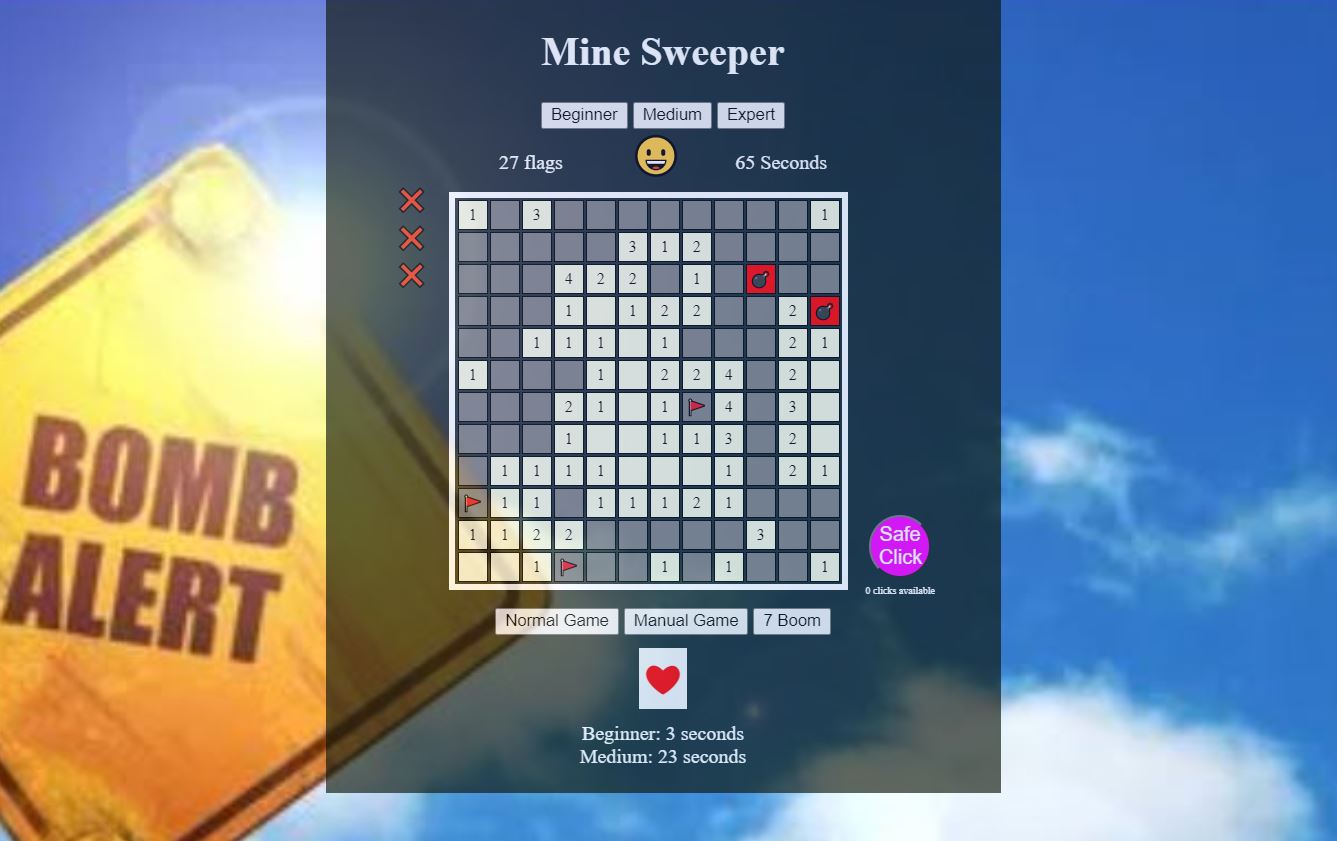 Mine Sweeper
Beginner Medium Expert
27 flags 65 Seconds
1 3 1
3 1 2
4 2 2 1
1 1 2 2 2
1 1 1 1 2 1
1 1 2 2 4 2
2 1 1 4 3
1 1 1 3 2
1 1 1 1 1 2 1
1 1 1 1 1 2 1
1 1 2 2 3
1 1 1 1
BOMB
ALERT
Safe
Click
0 clicks available
Normal Game Manual Game 7 Boom
Beginner: 3 seconds
Medium: 23 seconds